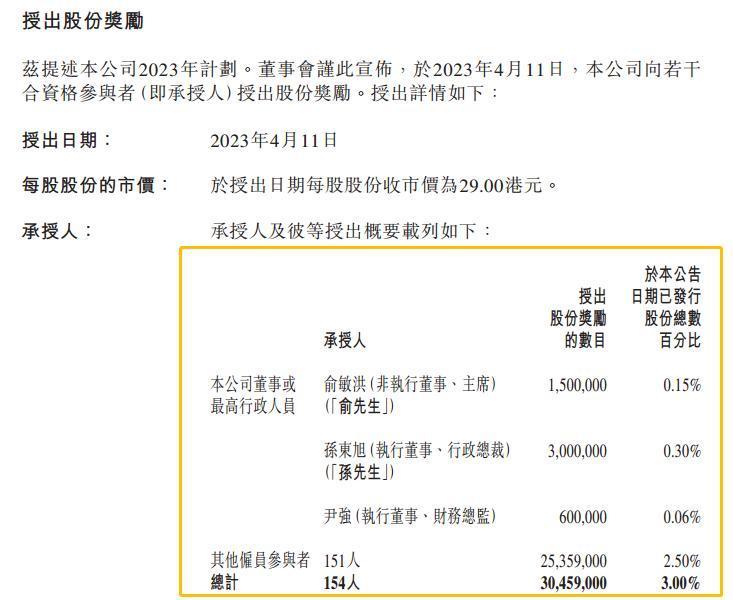 授出股份獎勵
茲提述本公司2023年計劃。董事會謹此宣佈，於2023年4月11日，本公司向若干
合資格參與者(即承授人)授出股份獎勵。授出詳情如下：
授出日期： 2023年4月11日
每股股份的市價： 於授出日期每股股份收市價為29.00港元。
承授人： 承授人及彼等授出概要載列如下：
於本公告
授出 日期已發行
股份獎勵 股份總數
承授人 的數目 百分比
本公司董事或 俞敏洪(非執行董事、主席) 1,500,000 0.15%
最高行政人員 (「俞先生」)
孫東旭(執行董事、行政總裁) 3,000,000 0.30%
(「孫先生」)
尹強(執行董事、財務總監) 600,000 0.06%
其他僱員參與者 151人 25,359,000 2.50%
總計 154人 30,459,000 3.00%